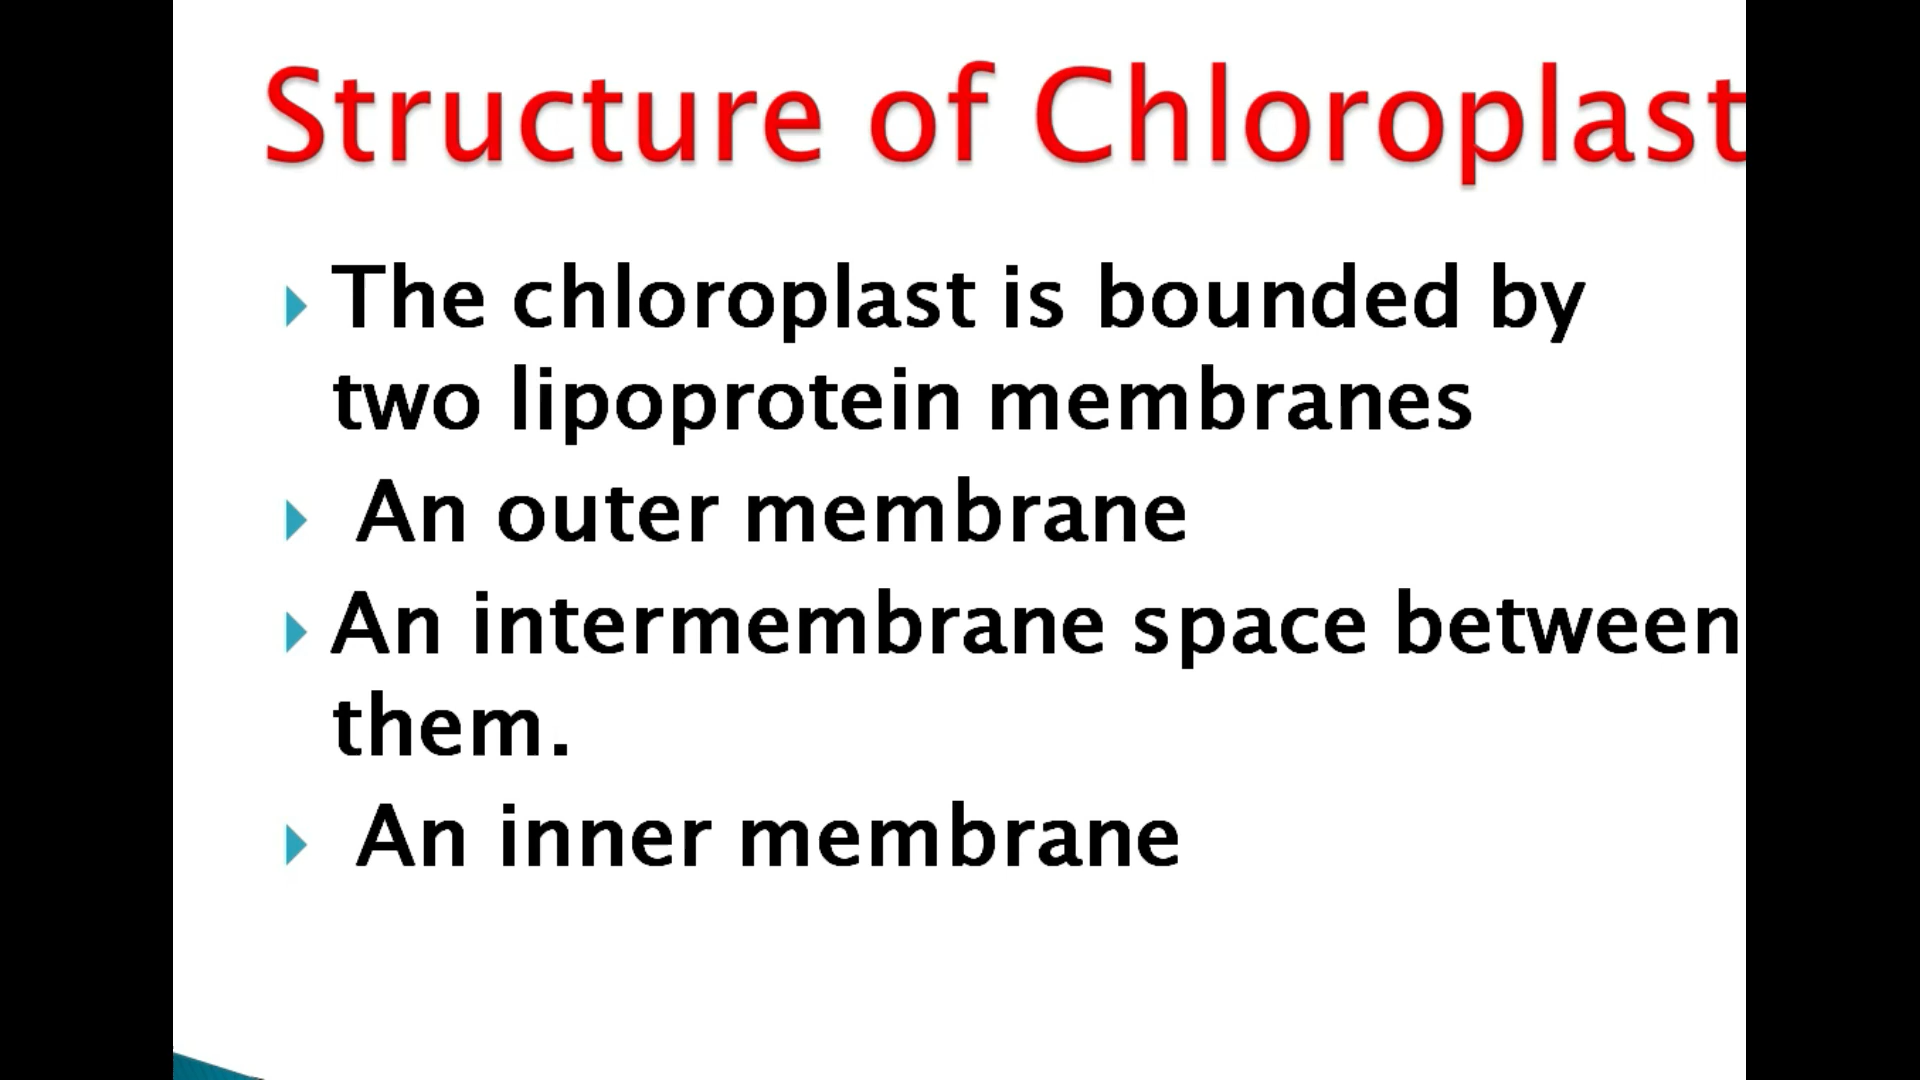 Structure of Chloroplast
The chloroplast is bounded by
two lipoprotein membranes
An outer membrane
An intermembrane space between
them.
An inner membrane